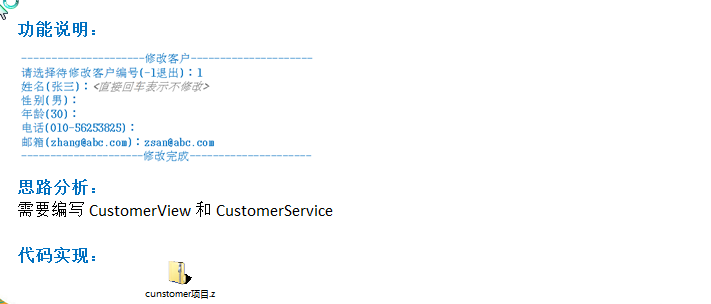 功能说明：
---------------------修改客户---------------------
请选择待修改客户编号(-1退出)：1
姓名(张三)：<直接回车表示不修改>
性别(男)：
年龄(30)：
电话(010-56253825)：
邮箱(zhang@abc.com)：zsan@abc.com
---------------------修改完成---------------------
思路分析：
需要编写 CustomerView 和 CustomerService
代码实现：
cunstomer项目.z